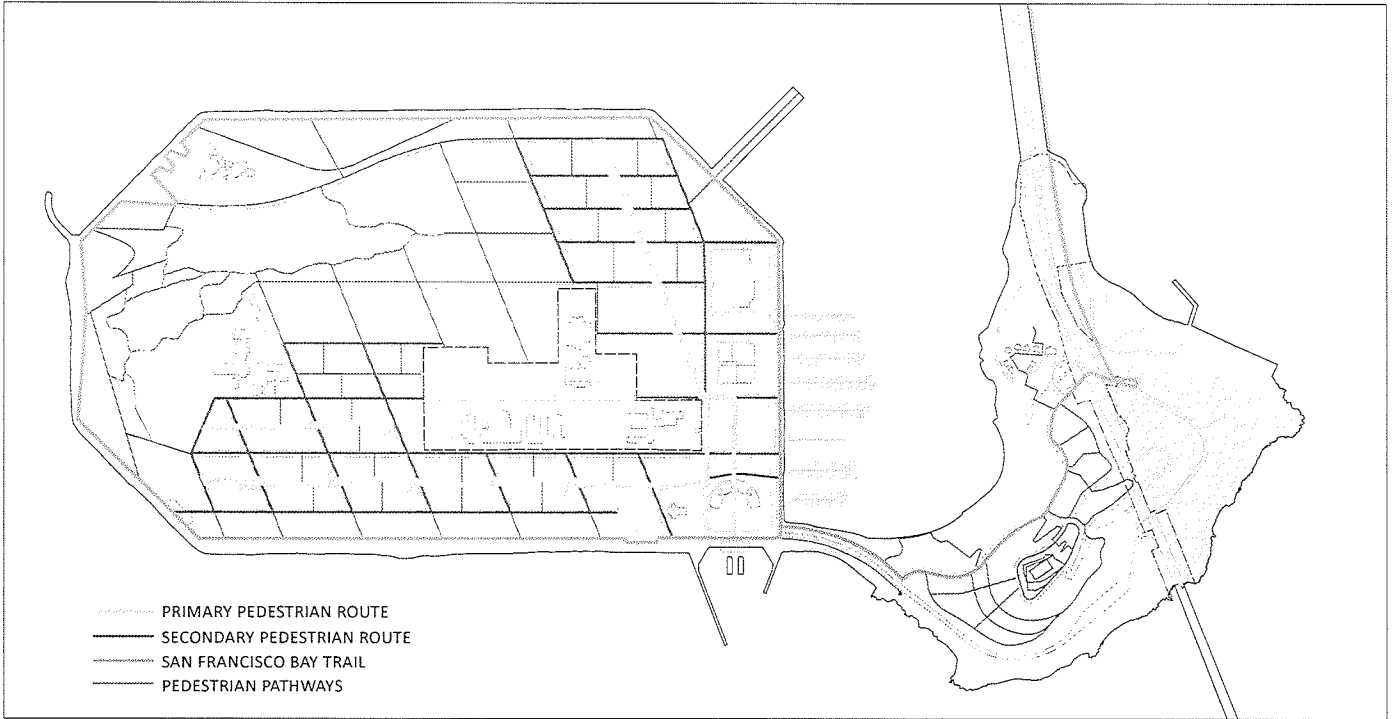 PRIMARY PEDESTRIAN ROUTE
SECONDARY PEDESTRIAN ROUTE
SAN FRANCISCO BAY TRAIL
PEDESTRIAN PATHWAYS